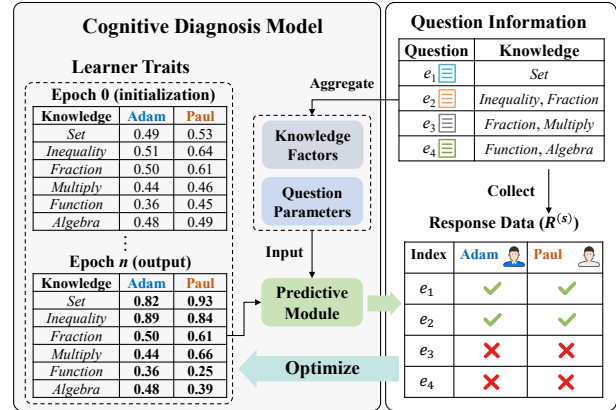 Cognitive Diagnosis Model
Learner Traits
Epoch 0 (initialization)
Knowledge Adam Paul
Set 0.49 0.53
Inequality 0.51 0.64
Fraction 0.50 0.61
Multiply 0.44 0.46
Function 0.36 0.45
Algebra 0.48 0.49
⋮
Epoch n (output)
Knowledge Adam Paul
Set 0.82 0.93
Inequality 0.89 0.84
Fraction 0.50 0.61
Multiply 0.44 0.66
Function 0.36 0.25
Algebra 0.48 0.39
Aggregate
Knowledge
Factors
Question
Parameters
Input
Predictive
Module
Optimize
Question Information
Question Knowledge
e₁ Set
e₂ Inequality, Fraction
e₃ Fraction, Multiply
e₄ Function, Algebra
Collect
Response Data (R⁽ˢ⁾)
Index Adam Paul
e₁
e₂
e₃
e₄